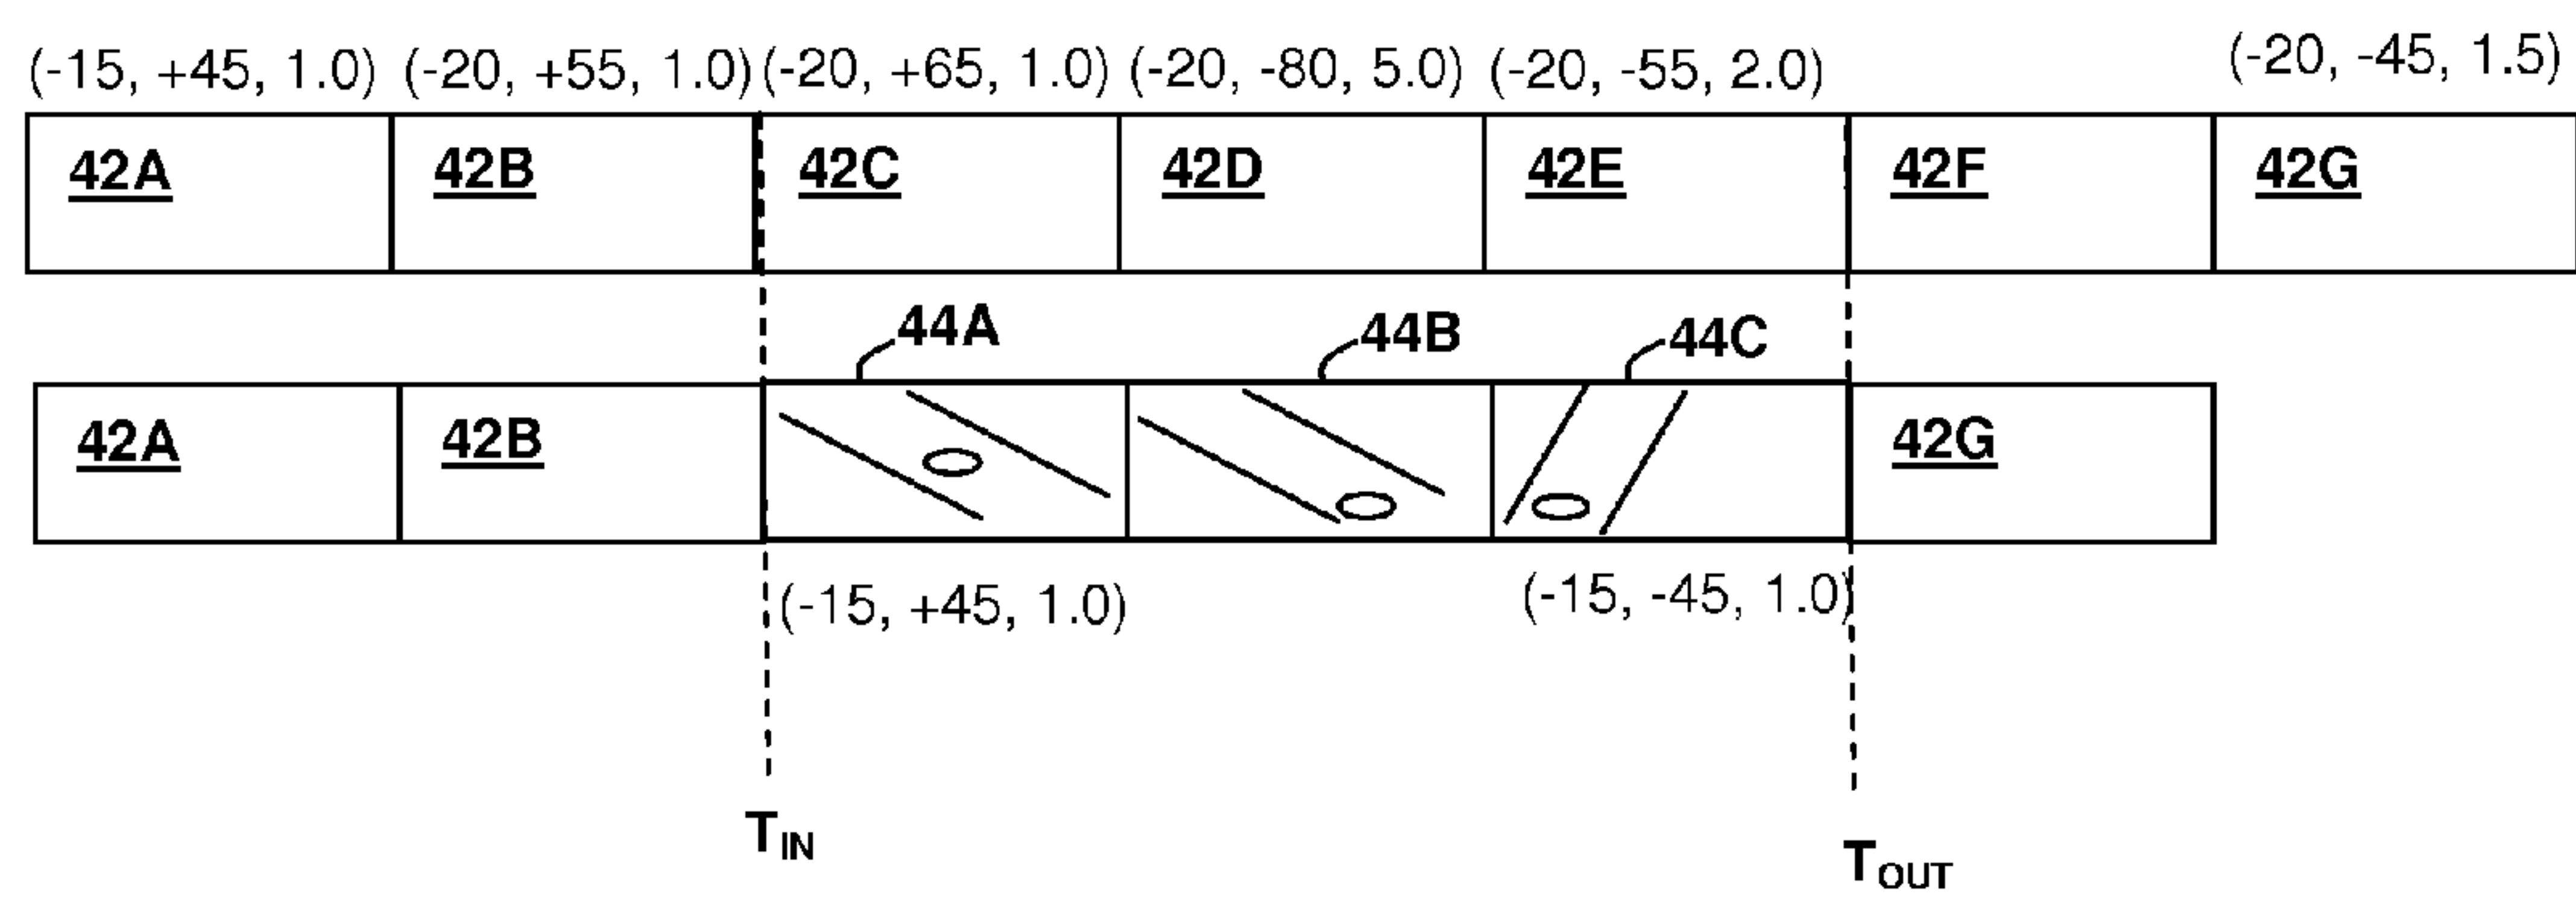 (-15, +45, 1.0) (-20, +55, 1.0) (-20, +65, 1.0) (-20, -80, 5.0) (-20, -55, 2.0) (-20, -45, 1.5)
42A 42B 42C 42D 42E 42F 42G
44A 44B 44C
42A 42B 42G
(-15, +45, 1.0) (-15, -45, 1.0)
TIN
TOUT